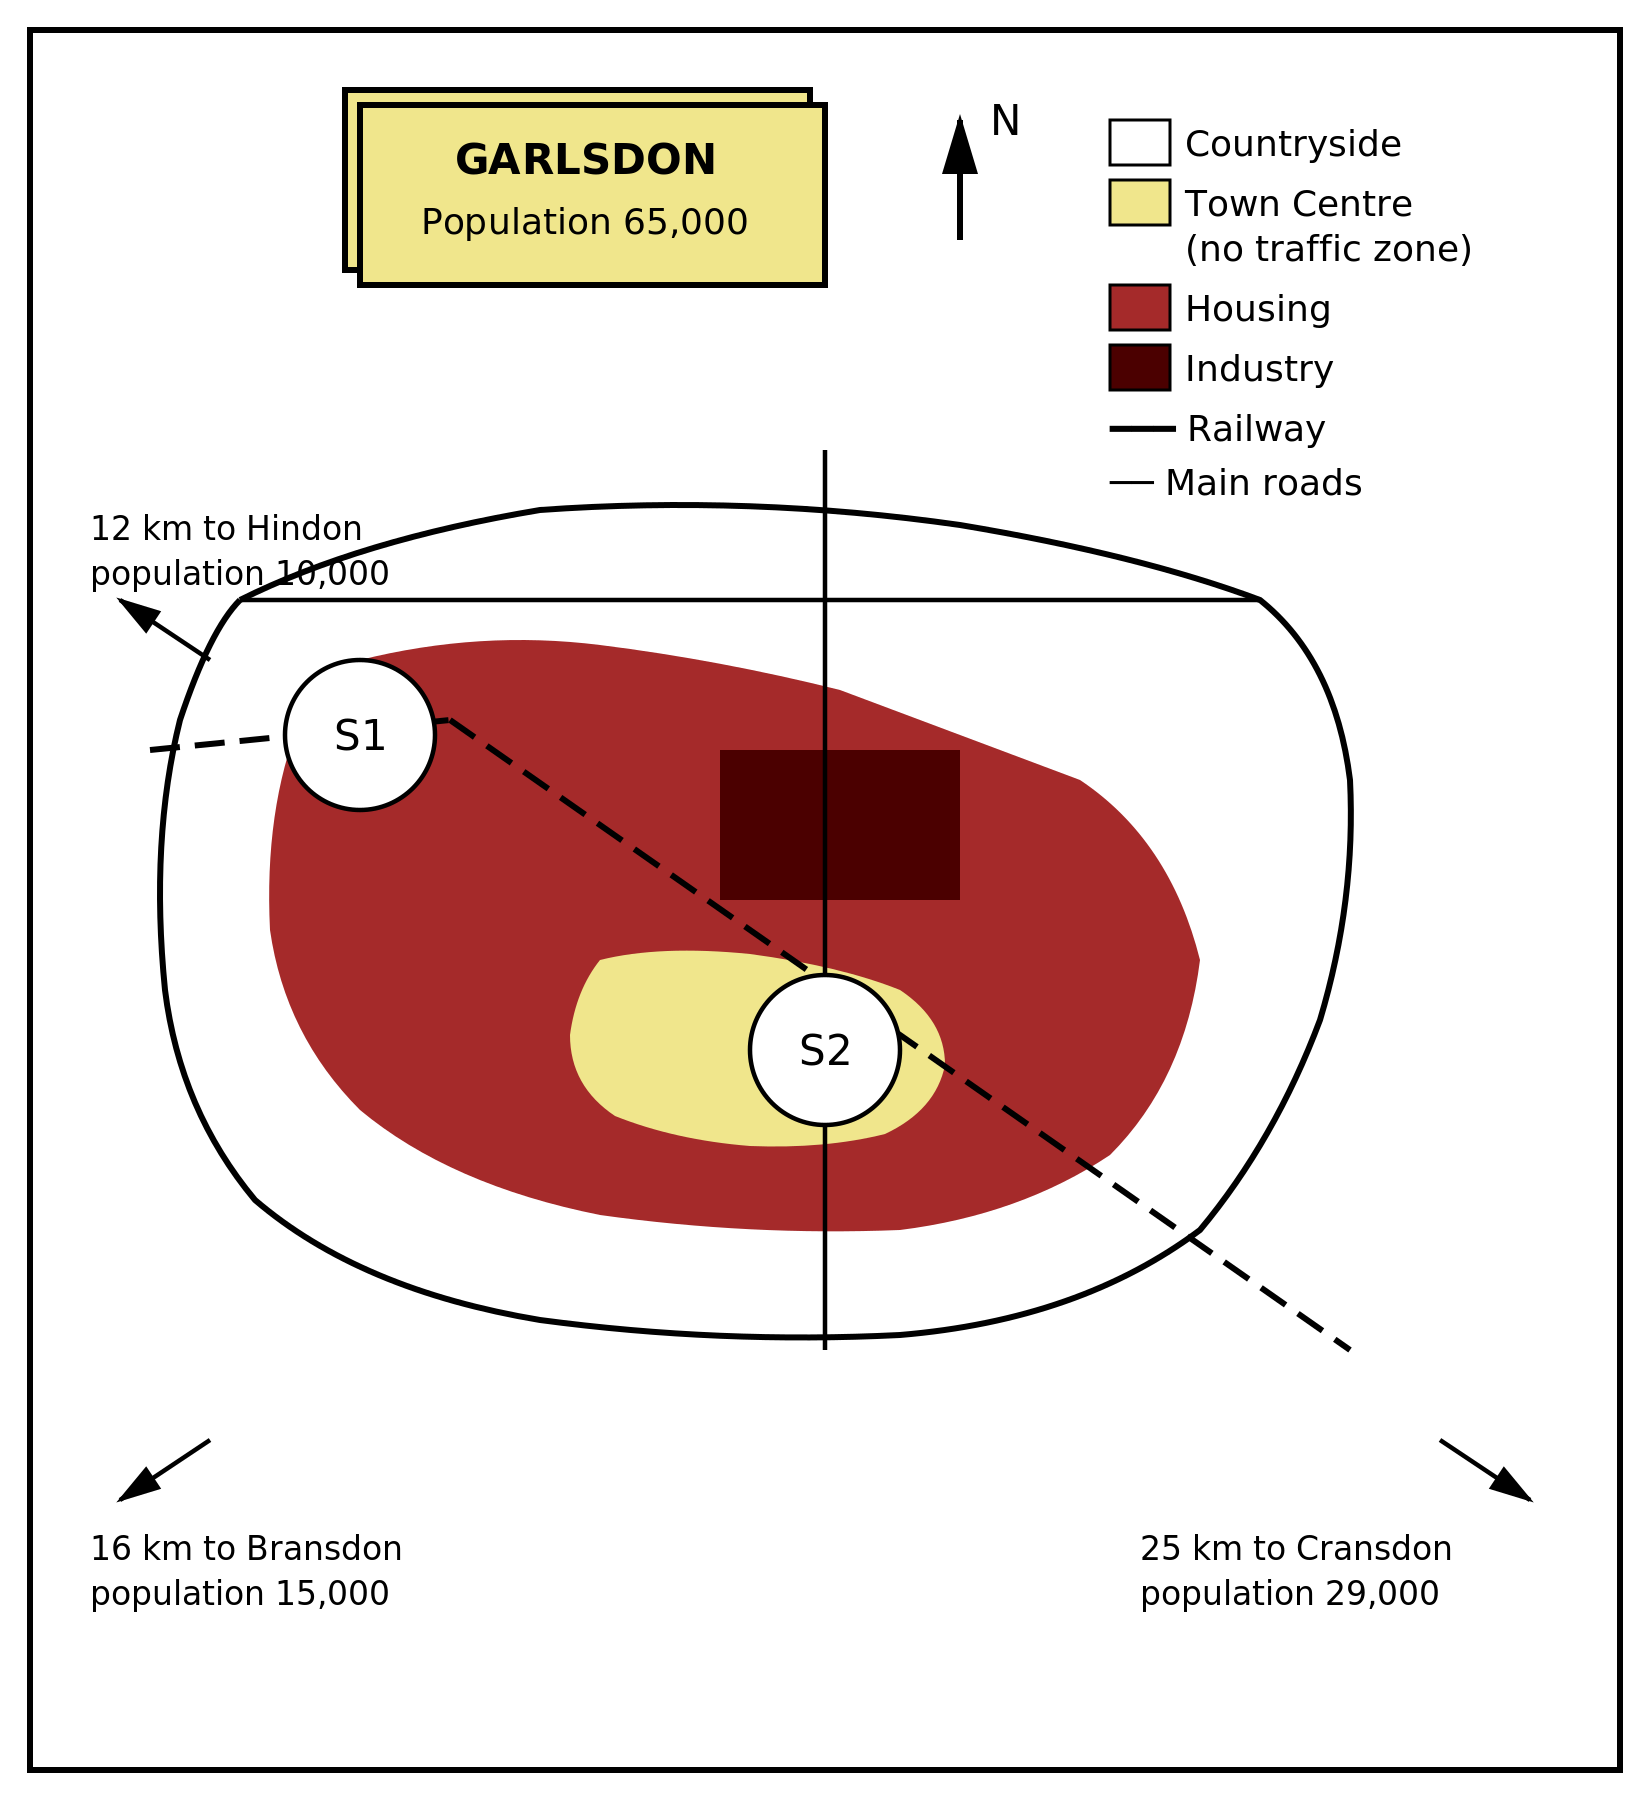 GARLSDON
Population 65,000
N
Countryside
Town Centre
(no traffic zone)
Housing
Industry
Railway
Main roads
12 km to Hindon
population 10,000
S1
S2
16 km to Bransdon
population 15,000
25 km to Cransdon
population 29,000